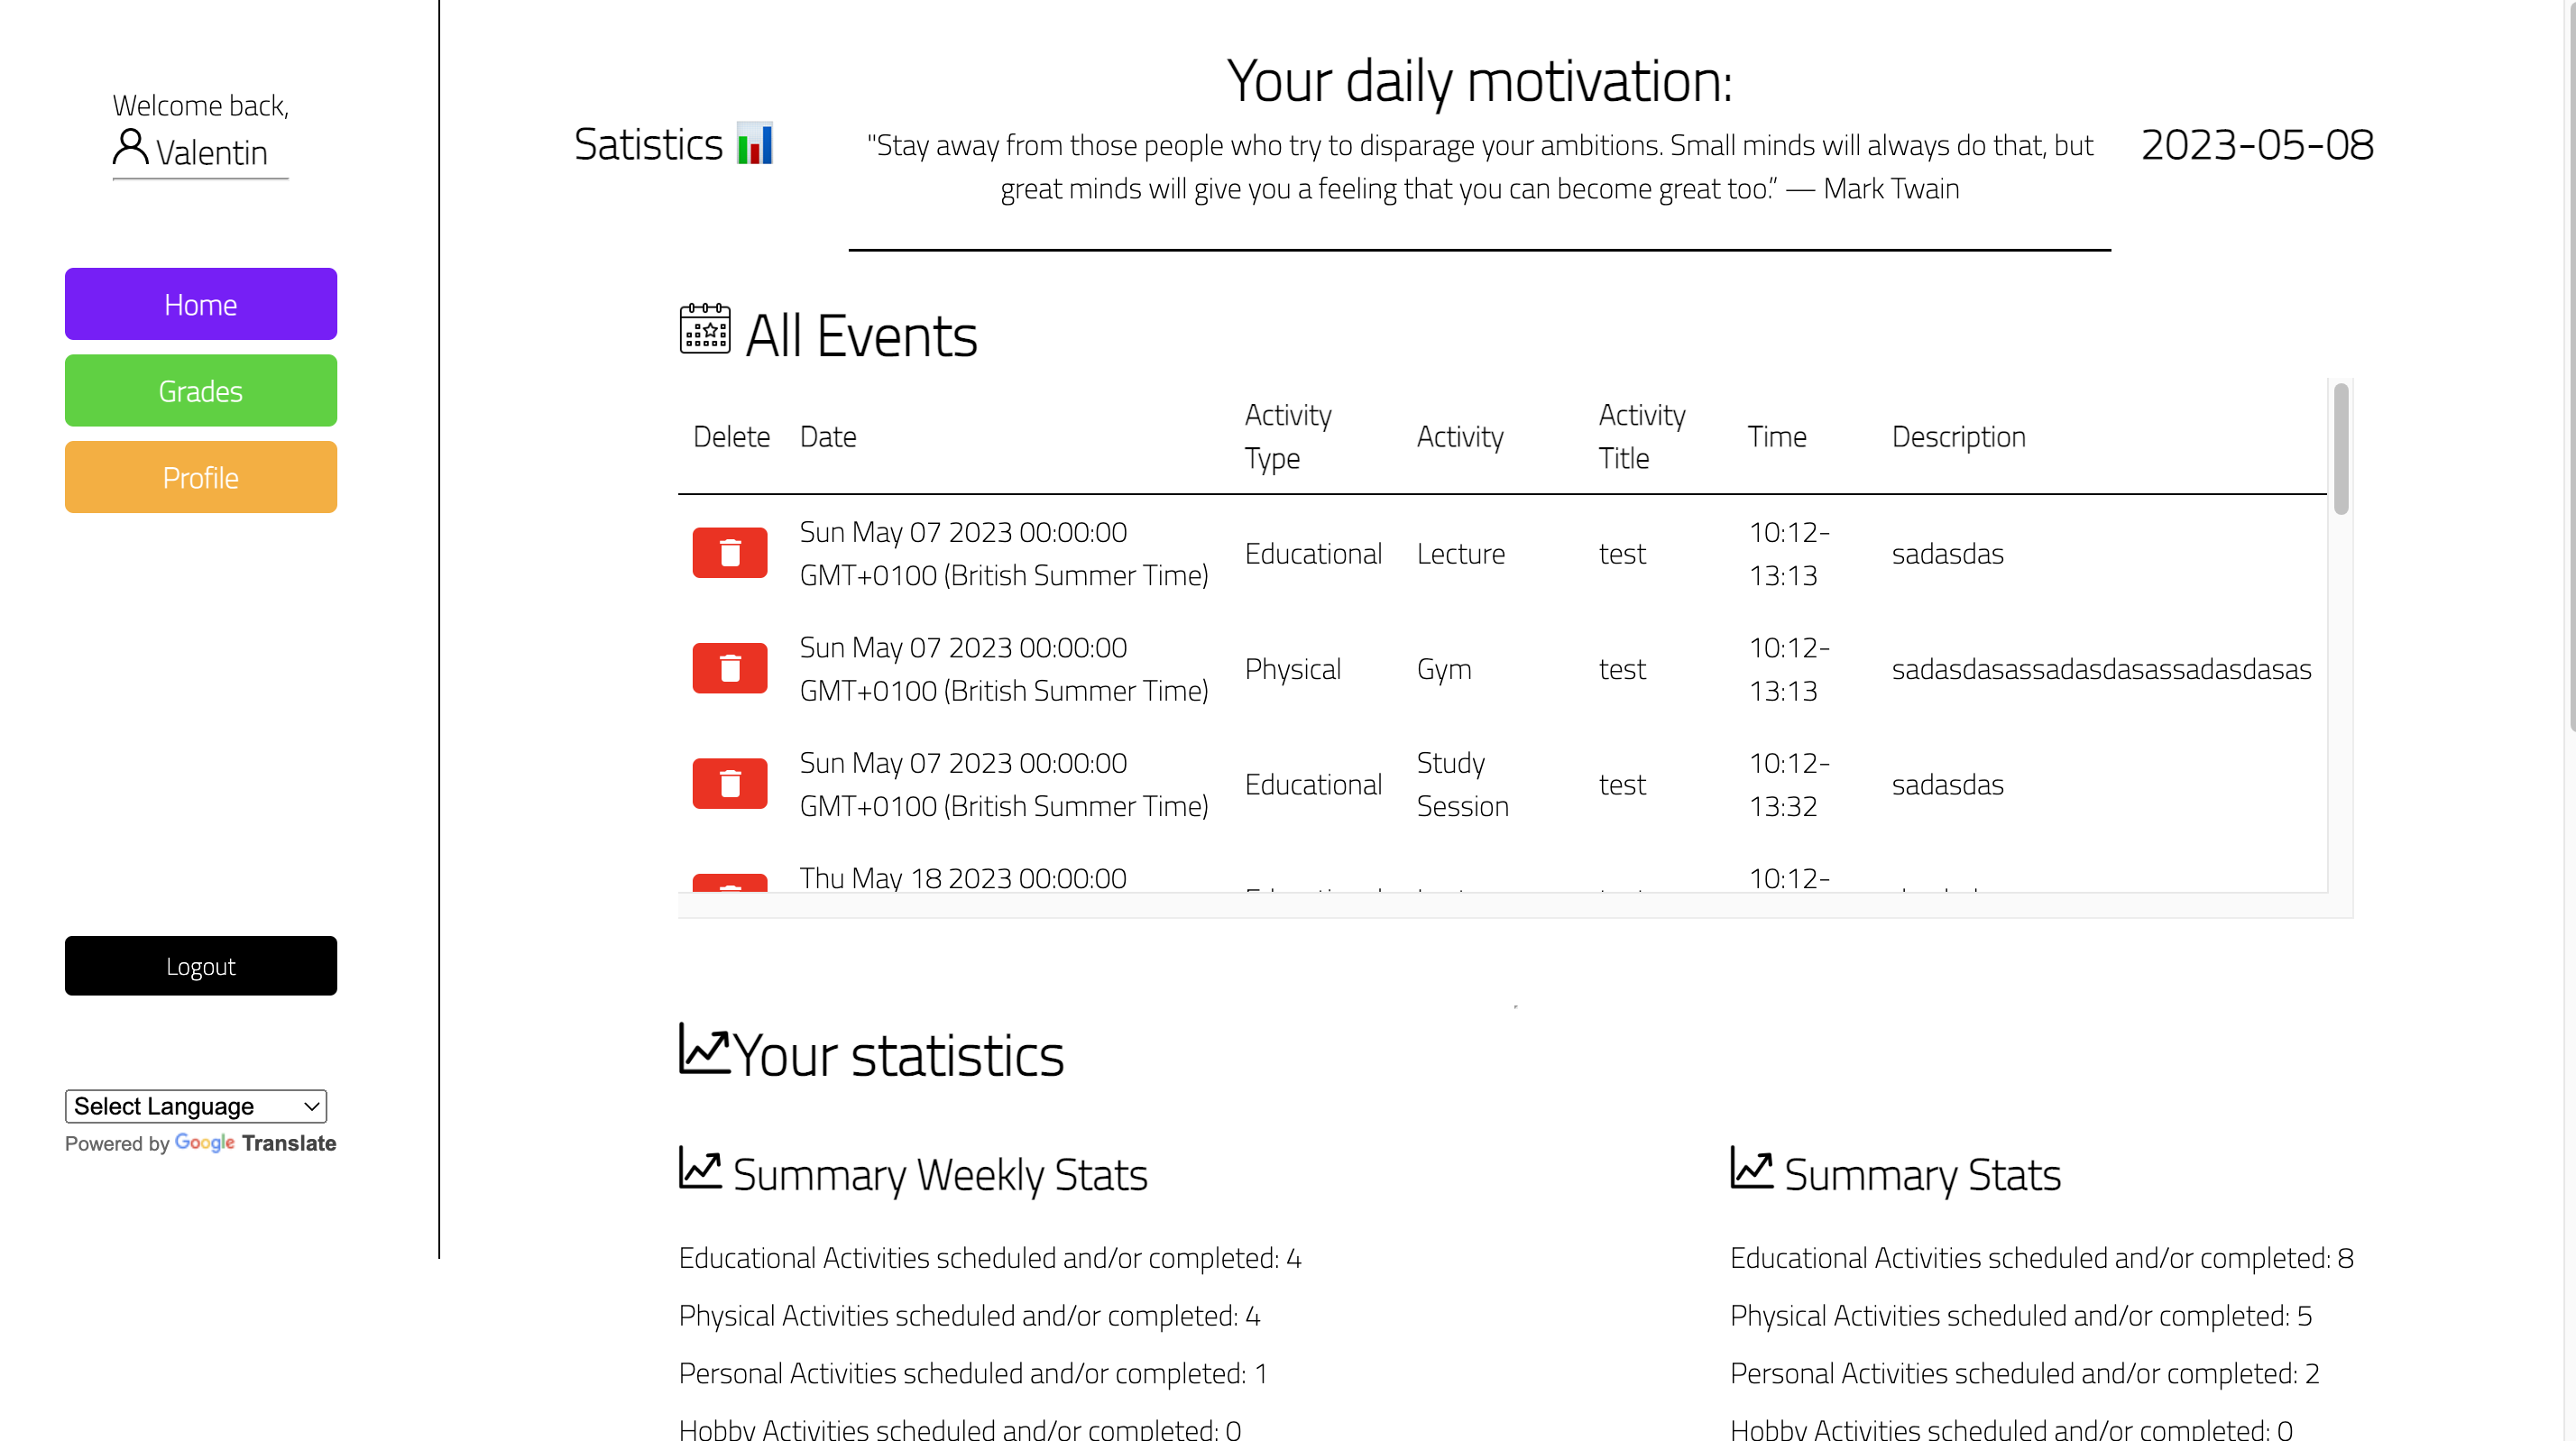 Welcome back,
Valentin
Home
Grades
Profile
Logout
Select Language
Powered by Google Translate
Satistics
Your daily motivation:
"Stay away from those people who try to disparage your ambitions. Small minds will always do that, but
great minds will give you a feeling that you can become great too.” — Mark Twain
2023-05-08
All Events
Delete Date Activity Type Activity Activity Title Time Description
Sun May 07 2023 00:00:00
GMT+0100 (British Summer Time) Educational Lecture test 10:12-
13:13 sadasdas
Sun May 07 2023 00:00:00
GMT+0100 (British Summer Time) Physical Gym test 10:12-
13:13 sadasdasassadasdasassadasdasas
Sun May 07 2023 00:00:00
GMT+0100 (British Summer Time) Educational Study
Session test 10:12-
13:32 sadasdas
Thu May 18 2023 00:00:00 10:12-
Your statistics
Summary Weekly Stats
Educational Activities scheduled and/or completed: 4
Physical Activities scheduled and/or completed: 4
Personal Activities scheduled and/or completed: 1
Hobby Activities scheduled and/or completed: 0
Summary Stats
Educational Activities scheduled and/or completed: 8
Physical Activities scheduled and/or completed: 5
Personal Activities scheduled and/or completed: 2
Hobby Activities scheduled and/or completed: 0